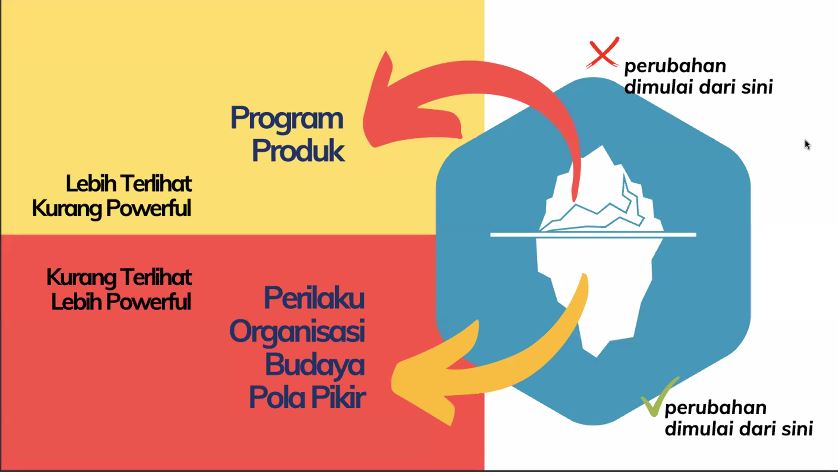 perubahan
dimulai dari sini
Program
Produk
Lebih Terlihat
Kurang Powerful
Kurang Terlihat
Lebih Powerful
Perilaku
Organisasi
Budaya
Pola Pikir
perubahan
dimulai dari sini